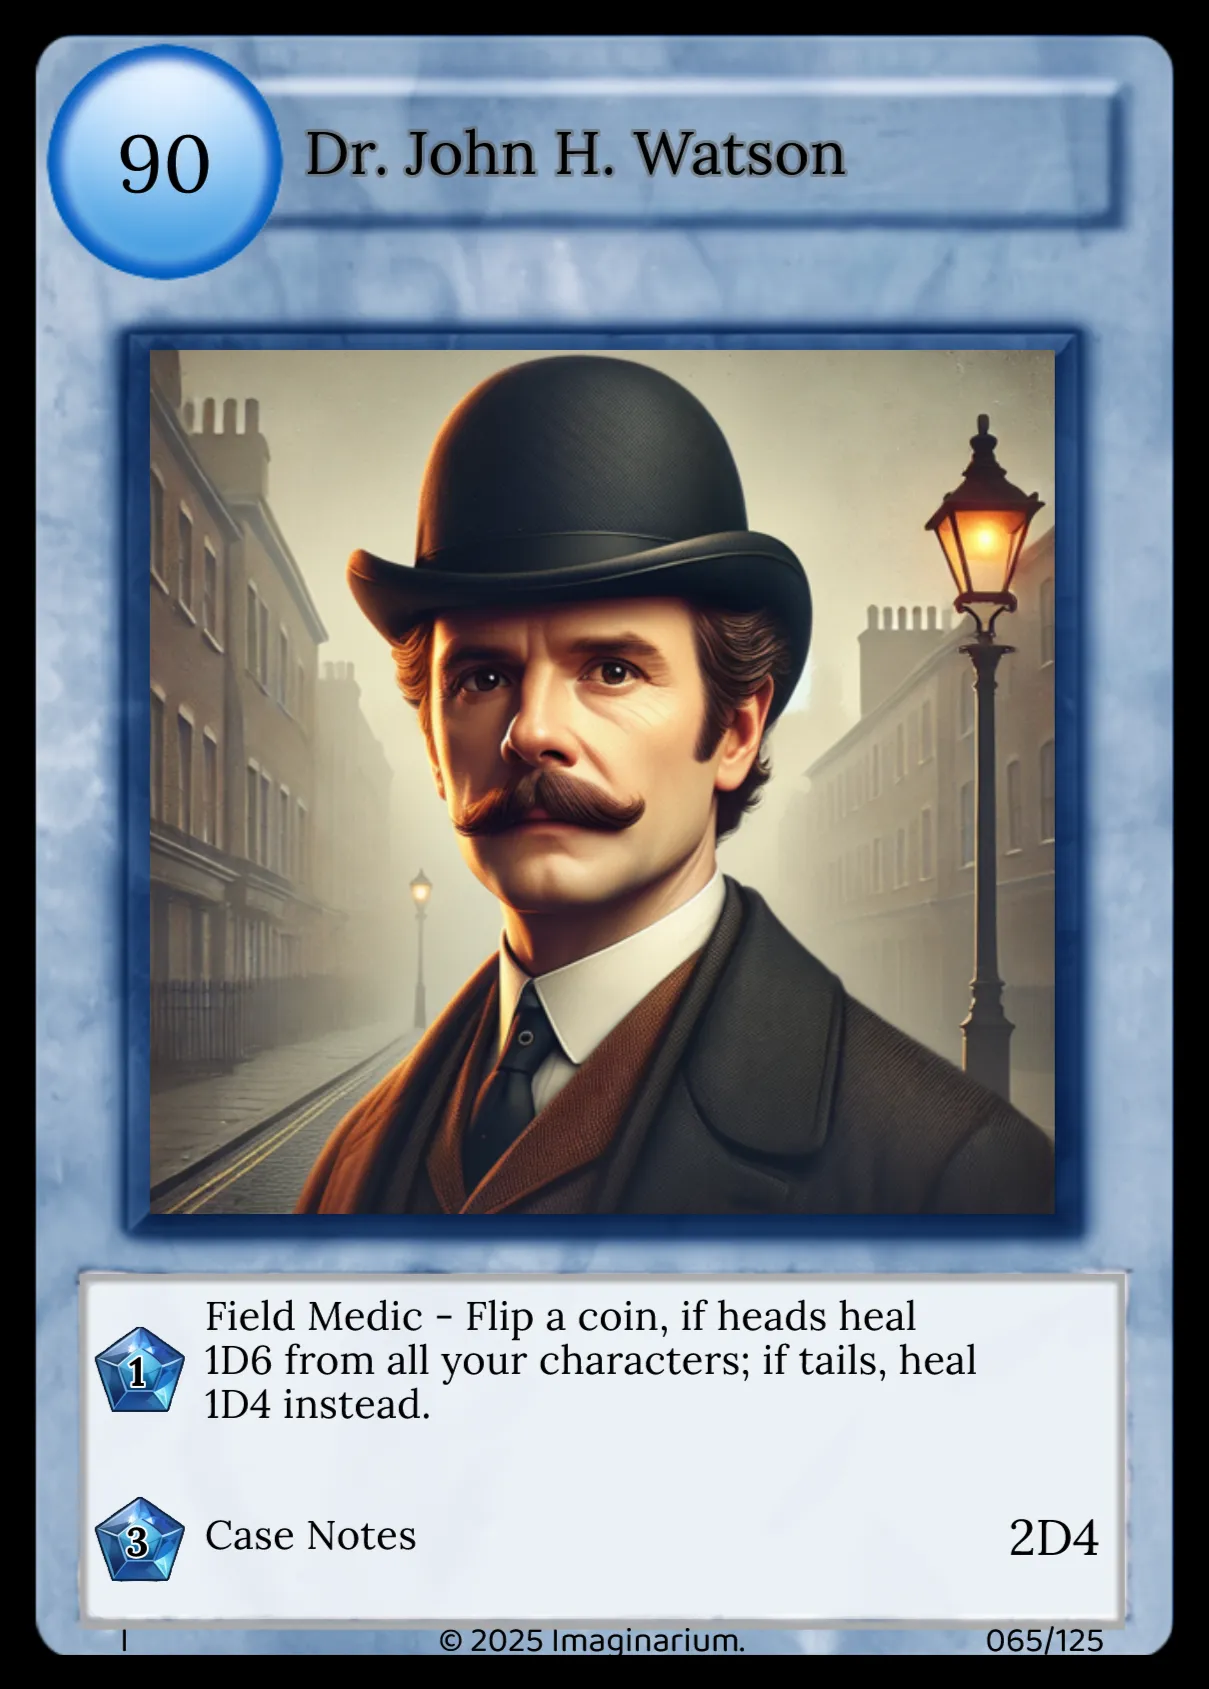 90
Dr. John H. Watson
1
Field Medic - Flip a coin, if heads heal
1D6 from all your characters; if tails, heal
1D4 instead.
3
Case Notes
2D4
I
© 2025 Imaginarium.
065/125